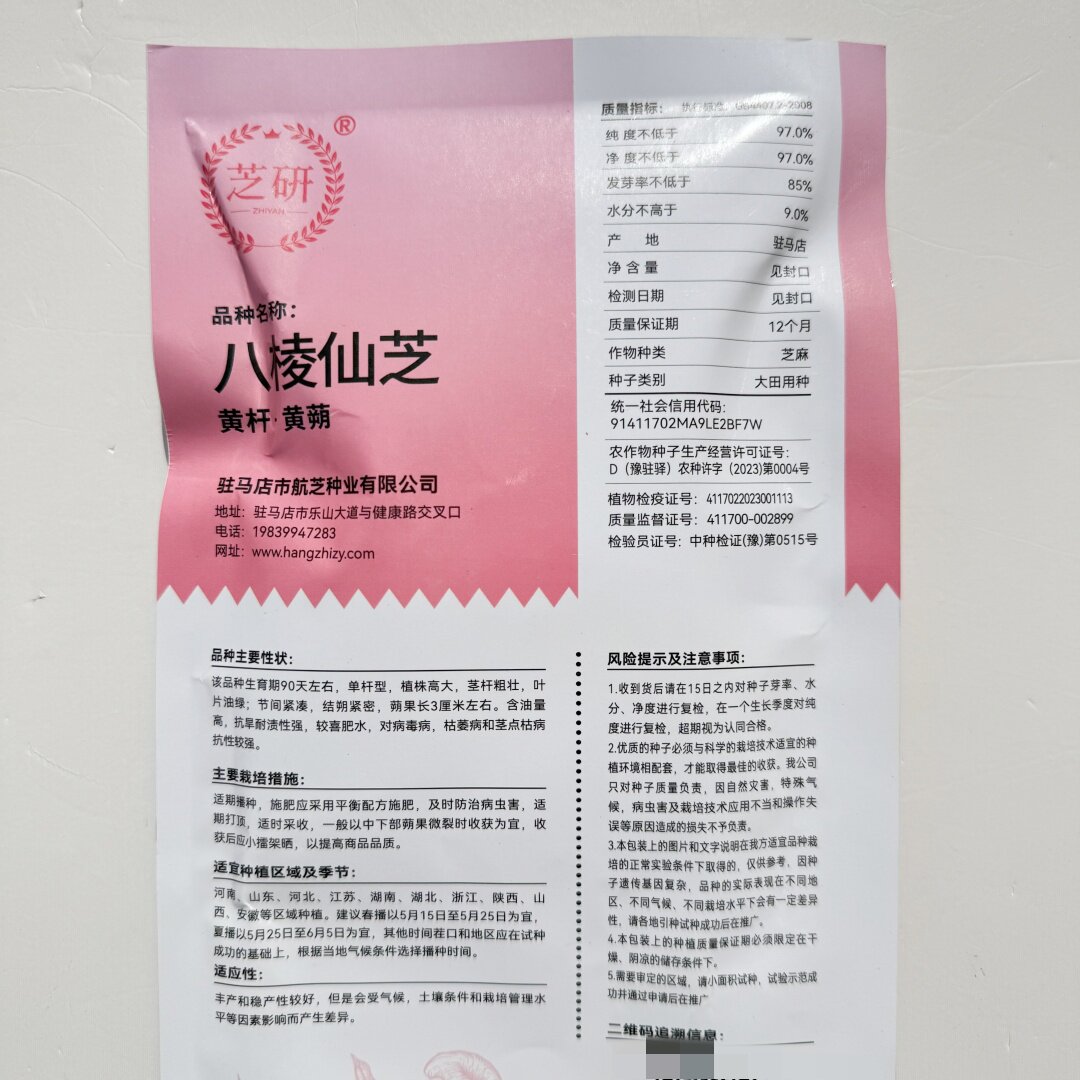 芝研
ZHIYAN
®
品种名称：
八棱仙芝
黄杆·黄蒴
驻马店市航芝种业有限公司
地址：驻马店市乐山大道与健康路交叉口
电话：19839947283
网址：www.hangzhizy.com
质量指标： 执行标准：GB4407.2-2008
纯 度不低于 97.0%
净 度不低于 97.0%
发芽率不低于 85%
水分不高于 9.0%
产 地 驻马店
净 含 量 见封口
检测日期 见封口
质量保证期 12个月
作物种类 芝麻
种子类别 大田用种
统一社会信用代码：
91411702MA9LE2BF7W
农作物种子生产经营许可证号：
D（豫驻驿）农种许字（2023)第0004号
植物检疫证号：4117022023001113
质量监督证号：411700-002899
检验员证号：中种检证(豫)第0515号
品种主要性状：
该品种生育期90天左右，单杆型，植株高大，茎杆粗壮，叶
片油绿；节间紧凑，结朔紧密，蒴果长3厘米左右。含油量
高，抗旱耐渍性强，较喜肥水，对病毒病，枯萎病和茎点枯病
抗性较强。
主要栽培措施：
适期播种，施肥应采用平衡配方施肥，及时防治病虫害，适
期打顶，适时采收，一般以中下部蒴果微裂时收获为宜，收
获后应小擂架晒，以提高商品品质。
适宜种植区域及季节：
河南、山东、河北、江苏、湖南、湖北、浙江、陕西、山
西、安徽等区域种植。建议春播以5月15日至5月25日为宜，
夏播以5月25日至6月5日为宜，其他时间茬口和地区应在试种
成功的基础上，根据当地气候条件选择播种时间。
适应性：
丰产和稳产性较好，但是会受气候，土壤条件和栽培管理水
平等因素影响而产生差异。
风险提示及注意事项：
1.收到货后请在15日之内对种子芽率、水
分、净度进行复检，在一个生长季度对纯
度进行复检，超期视为认同合格。
2.优质的种子必须与科学的栽培技术适宜的种
植环境相配套，才能取得最佳的收获。我公司
只对种子质量负责，因自然灾害，特殊气
候，病虫害及栽培技术应用不当和操作失
误等原因造成的损失不予负责。
3.本包装上的图片和文字说明在我方适宜品种栽
培的正常实验条件下取得的，仅供参考，因种
子遗传基因复杂，品种的实际表现在不同地
区、不同气候、不同栽培水平下会有一定差异
性，请各地引种试种成功后在推广。
4.本包装上的种植质量保证期必须限定在干
燥、阴凉的储存条件下。
5.需要审定的区域，请小面积试种，试验示范成
功并通过申请后在推广
二维码追溯信息：